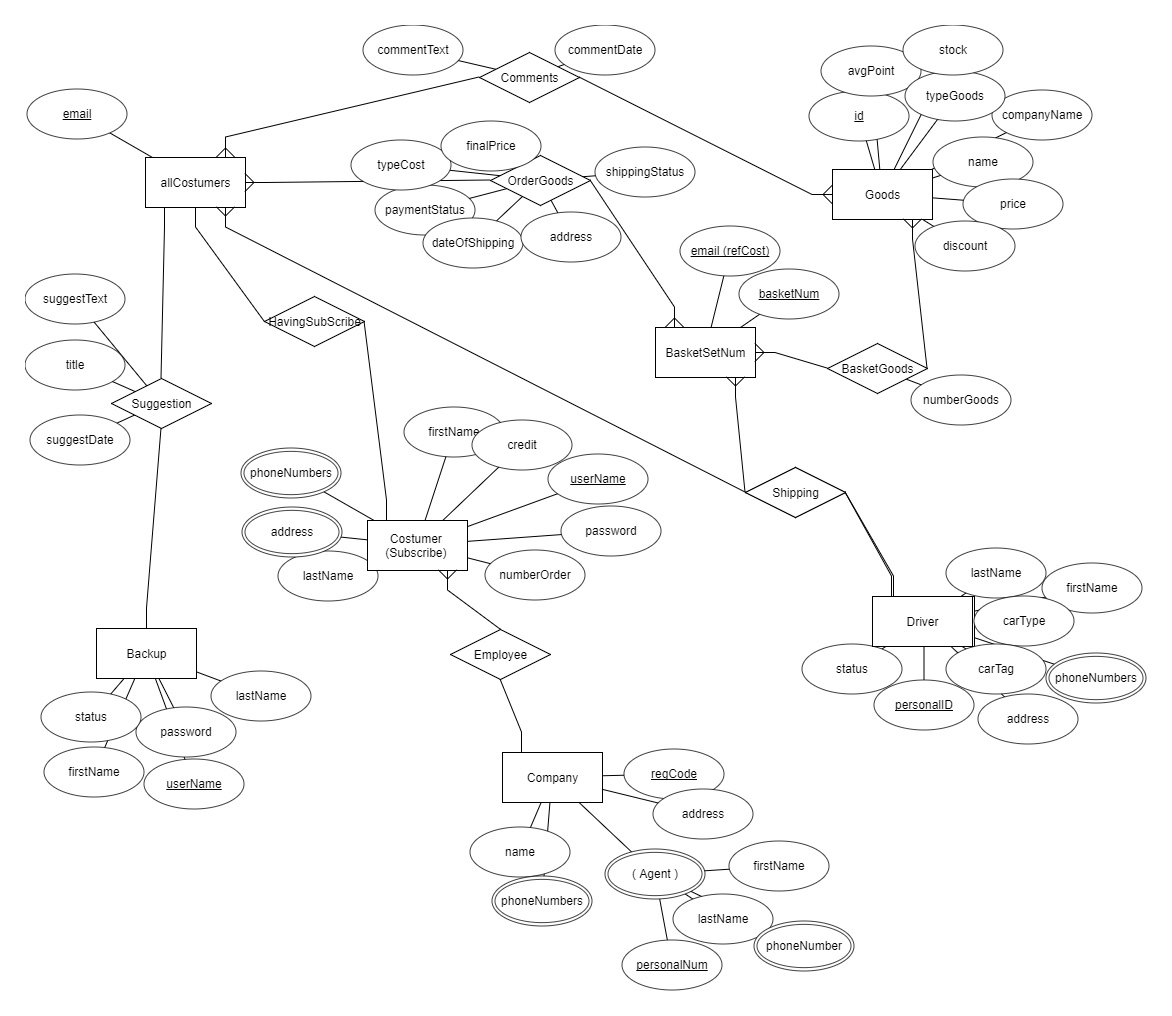 commentText
commentDate
stock
avgPoint
Comments
typeGoods
email
id
companyName
finalPrice
typeCost
name
shippingStatus
allCostumers
OrderGoods
Goods
paymentStatus
price
address
dateOfShipping
discount
email (refCost)
basketNum
suggestText
HavingSubScribe
BasketSetNum
title
BasketGoods
numberGoods
Suggestion
firstName
suggestDate
credit
phoneNumbers
userName
Shipping
address
password
Costumer
(Subscribe)
lastName
numberOrder
lastName
firstName
Driver
carType
Backup
Employee
status
carTag
phoneNumbers
lastName
personalID
status
address
password
firstName
userName
Company
reqCode
address
name
firstName
( Agent )
phoneNumbers
lastName
phoneNumber
personalNum